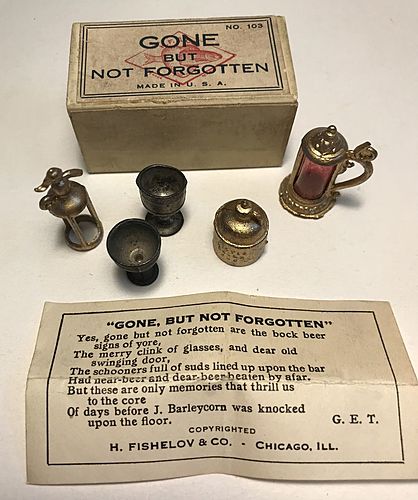 NO. 103
GONE
BUT
NOT FORGOTTEN
MADE IN U. S. A.
"GONE, BUT NOT FORGOTTEN"
Yes, gone but not forgotten are the bock beer
signs of yore,
The merry clink of glasses, and dear old
swinging door,
The schooners full of suds lined up upon the bar
Had near-beer and dear-beer-beaten by afar.
But these are only memories that thrill us
to the core
Of days before J. Barleycorn was knocked
upon the floor.
G. E. T.
COPYRIGHTED
H. FISHELOV & CO. - CHICAGO, ILL.